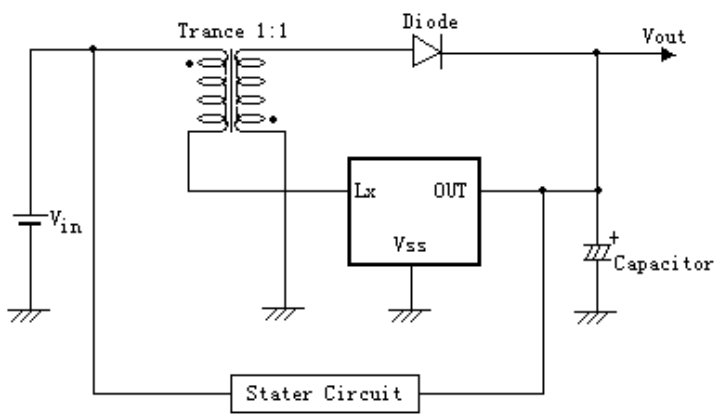 Trance 1:1
Diode
Vout
Lx
OUT
Vin
Vss
Capacitor
+
Stater Circuit